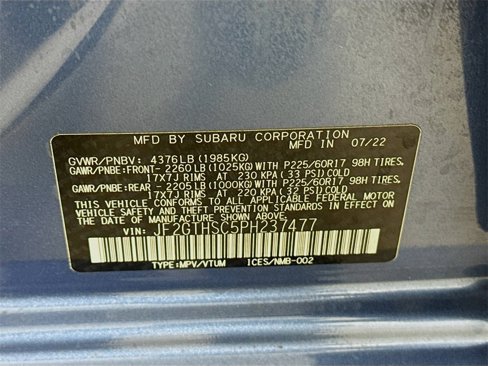 MFD. BY SUBARU CORPORATION
MFD IN 07/22
GVWR/PNBV: 4376LB (1985KG)
GAWR/PNBE:FRONT- 2260LB (1025KG)WITH P225/60R17 98H TIRES.
17X7J RIMS AT 230 KPA (33 PSI)COLD
GAWR/PNBE:REAR - 2205LB (1000KG)WITH P225/60R17 98H TIRES.
17X7J RIMS AT 220 KPA (32 PSI)COLD
THIS VEHICLE CONFORMS TO ALL APPLICABLE
FEDERAL MOTOR VEHICLE SAFETY
STANDARDS IN EFFECT ON THE DATE OF
MANUFACTURE SHOWN ABOVE.
VIN: JF2GTHSC5PH237477
TYPE:MPV/VTUM ICES/NMB-002